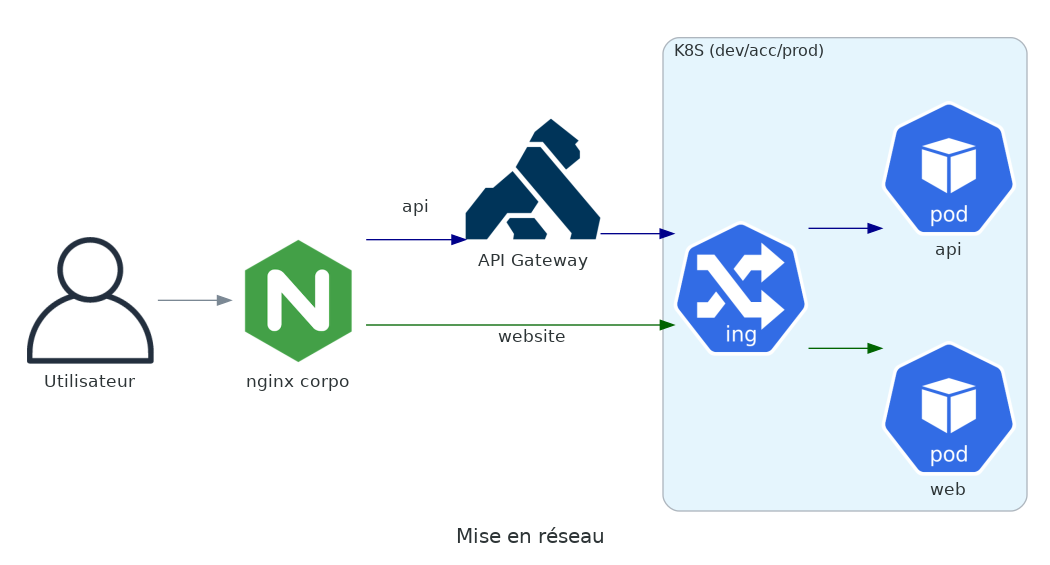 K8S (dev/acc/prod)
pod
api
api
API Gateway
ing
website
Utilisateur
nginx corpo
pod
web
Mise en réseau